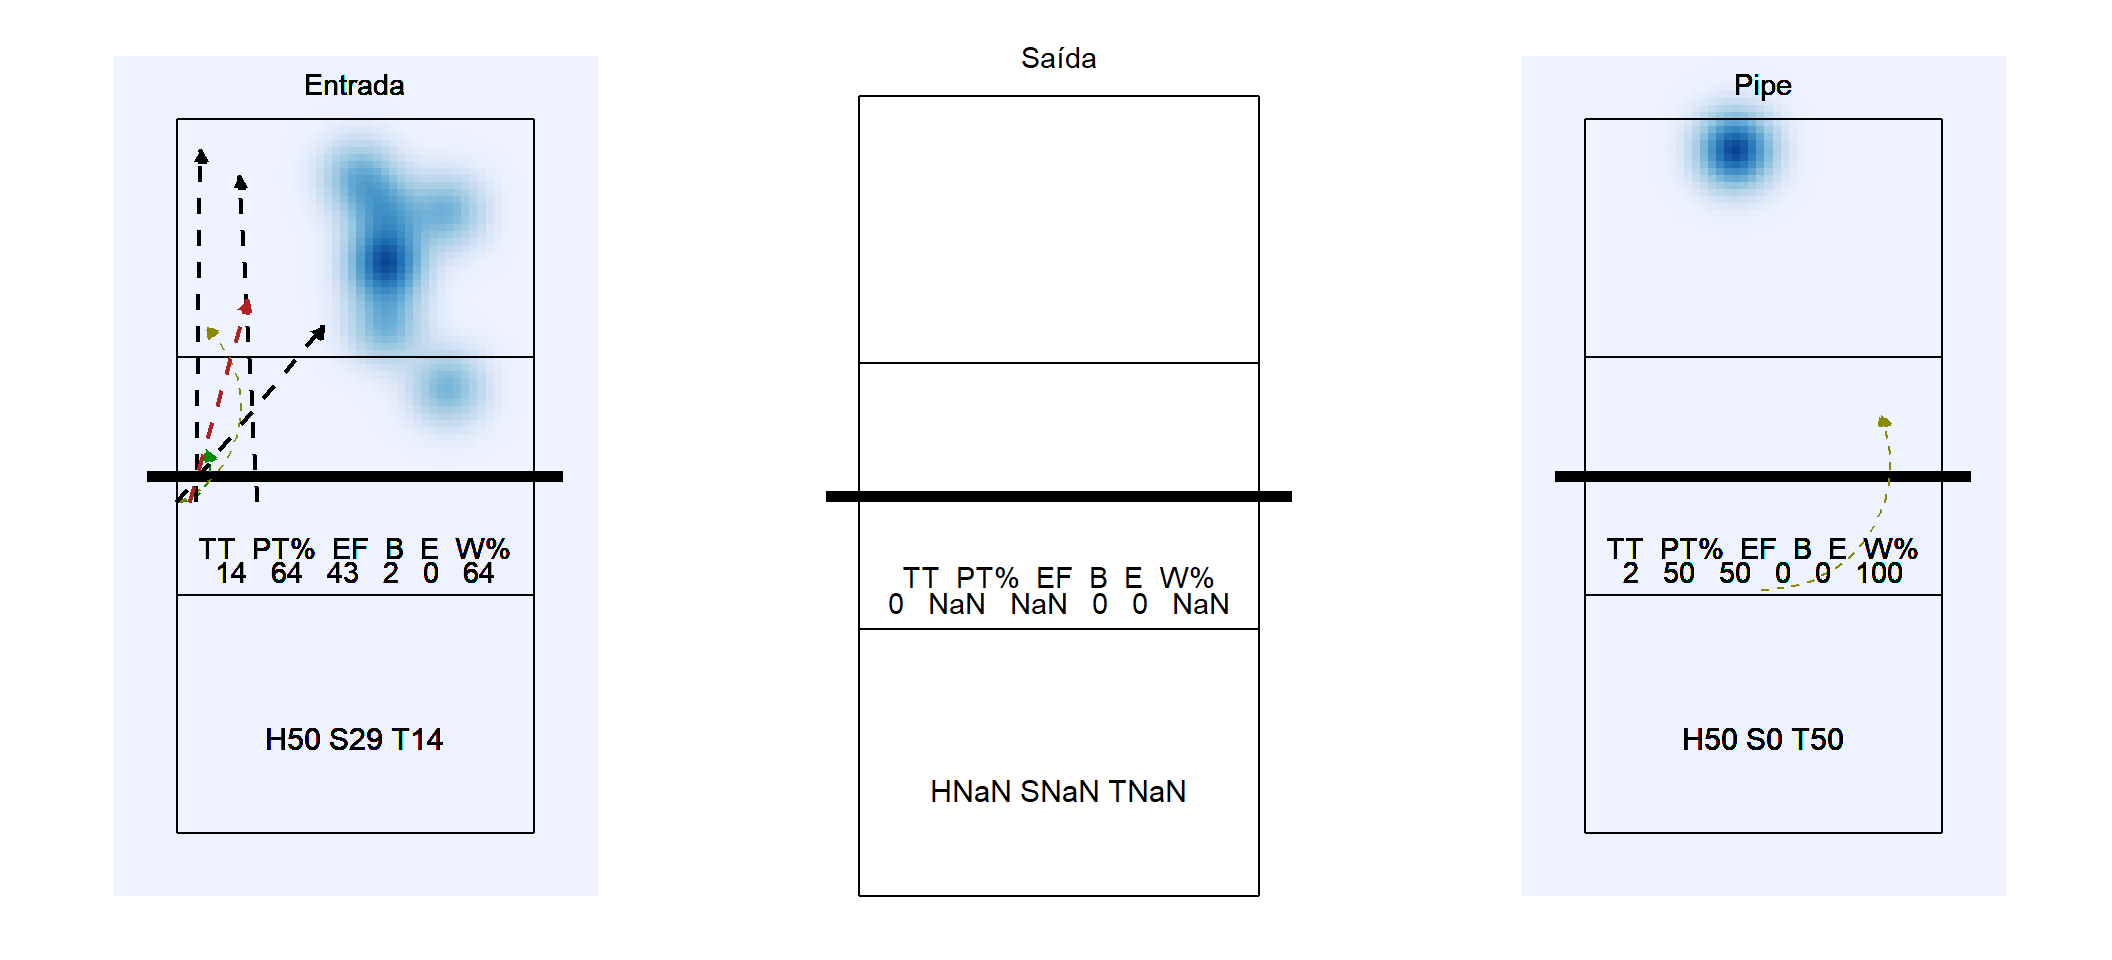 Entrada
TT PT% EF B E W%
14 64 43 2 0 64
H50 S29 T14
Saída
TT PT% EF B E W%
0 NaN NaN 0 0 NaN
HNaN SNaN TNaN
Pipe
TT PT% EF B E W%
2 50 50 0 0 100
H50 S0 T50